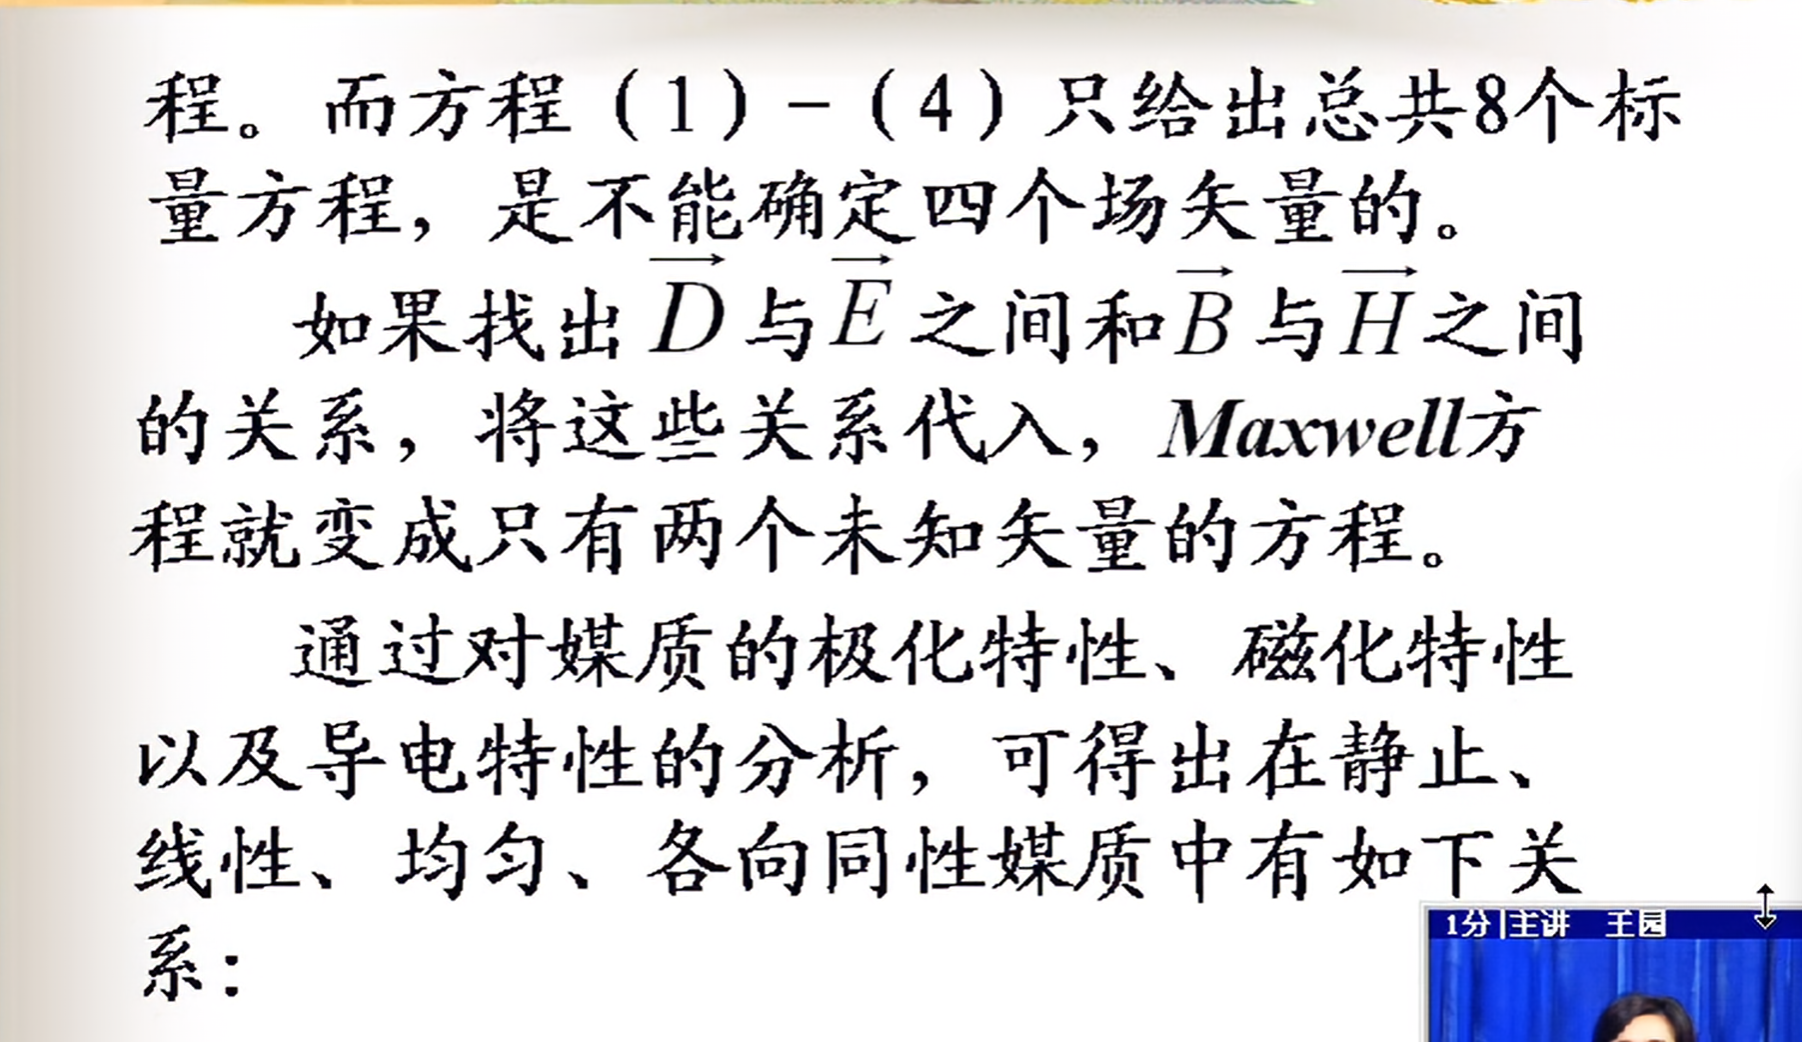 程。而方程（1）-（4）只给出总共8个标
量方程，是不能确定四个场矢量的。
如果找出 D 与 E 之间和 B 与 H 之间
的关系，将这些关系代入，Maxwell方
程就变成只有两个未知矢量的方程。
通过对媒质的极化特性、磁化特性
以及导电特性的分析，可得出在静止、
线性、均匀、各向同性媒质中有如下关
系：
1分|主讲 王园